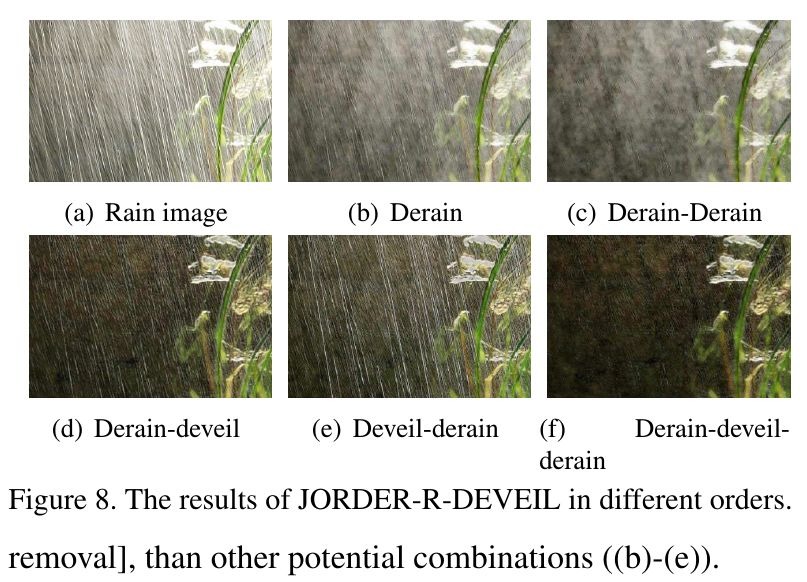 (a) Rain image
(b) Derain
(c) Derain-Derain
(d) Derain-deveil
(e) Deveil-derain
(f) Derain-deveil-
derain
Figure 8. The results of JORDER-R-DEVEIL in different orders.
removal], than other potential combinations ((b)-(e)).